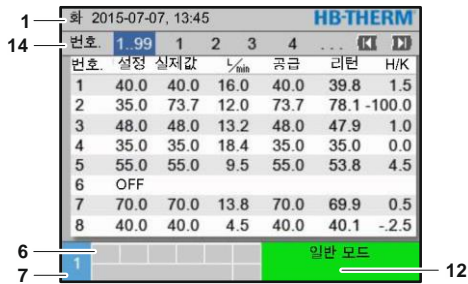 1 화 2015-07-07, 13:45 HB-THERM
14 번호. 1..99 1 2 3 4 ...
번호. 설정 실제값 L/min 공급 리턴 H/K
1 40.0 40.0 16.0 40.0 39.8 1.5
2 35.0 73.7 12.0 73.7 78.1 -100.0
3 48.0 48.0 13.2 48.0 47.9 1.0
4 35.0 35.0 18.4 35.0 35.0 0.0
5 55.0 55.0 9.5 55.0 53.8 4.5
6 OFF
7 70.0 70.0 13.8 70.0 69.9 0.5
8 40.0 40.0 4.5 40.0 40.1 -.2.5
6 일반 모드
7 1 12